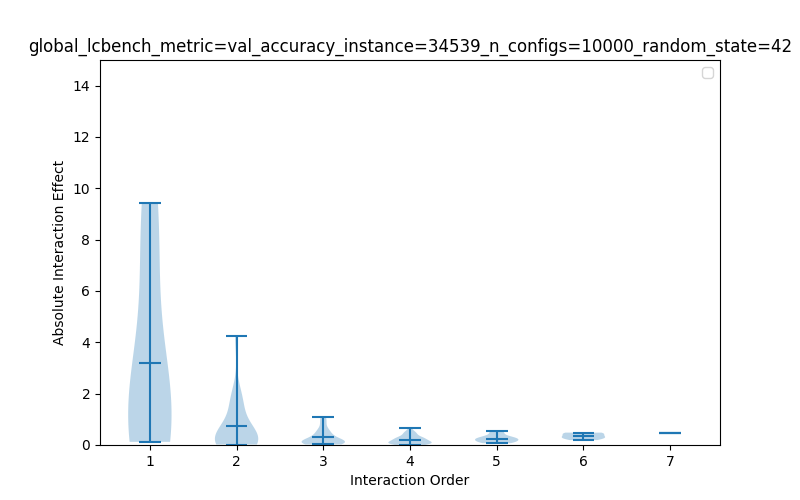 global_lcbench_metric=val_accuracy_instance=34539_n_configs=10000_random_state=42
14
12
10
8
6
4
2
0
Absolute Interaction Effect
1 2 3 4 5 6 7
Interaction Order